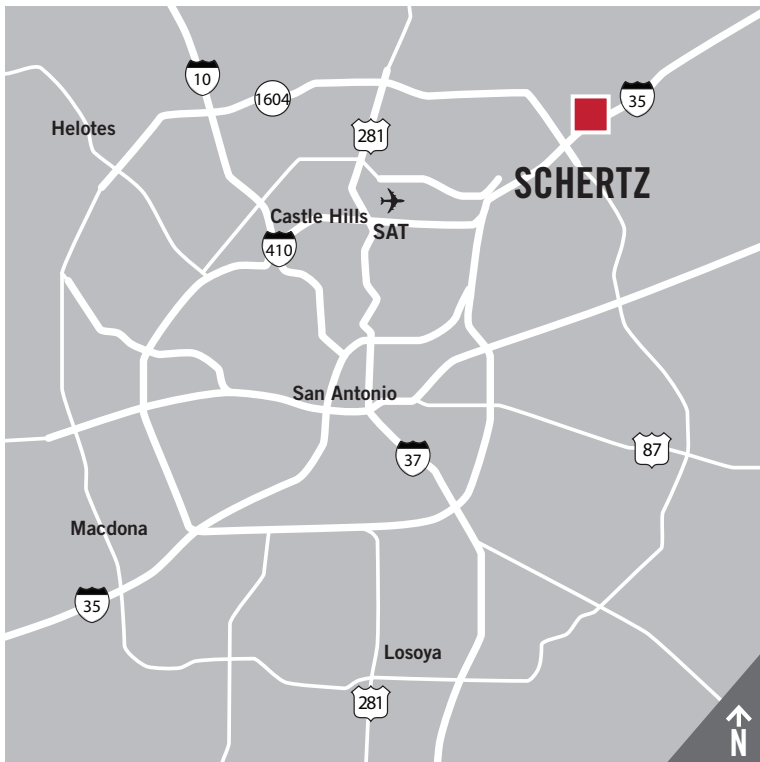 10
35
1604
281
Helotes
SCHERTZ
Castle Hills
SAT
410
San Antonio
37
87
Macdona
35
Losoya
281
N